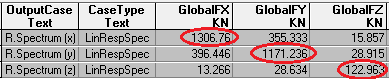 OutputCase CaseType GlobalFX GlobalFY GlobalFZ
Text Text KN KN KN
R.Spectrum (x) LinRespSpec 1306.76 355.333 15.857
R.Spectrum (y) LinRespSpec 396.446 1171.236 28.915
R.Spectrum (z) LinRespSpec 13.266 28.634 122.962